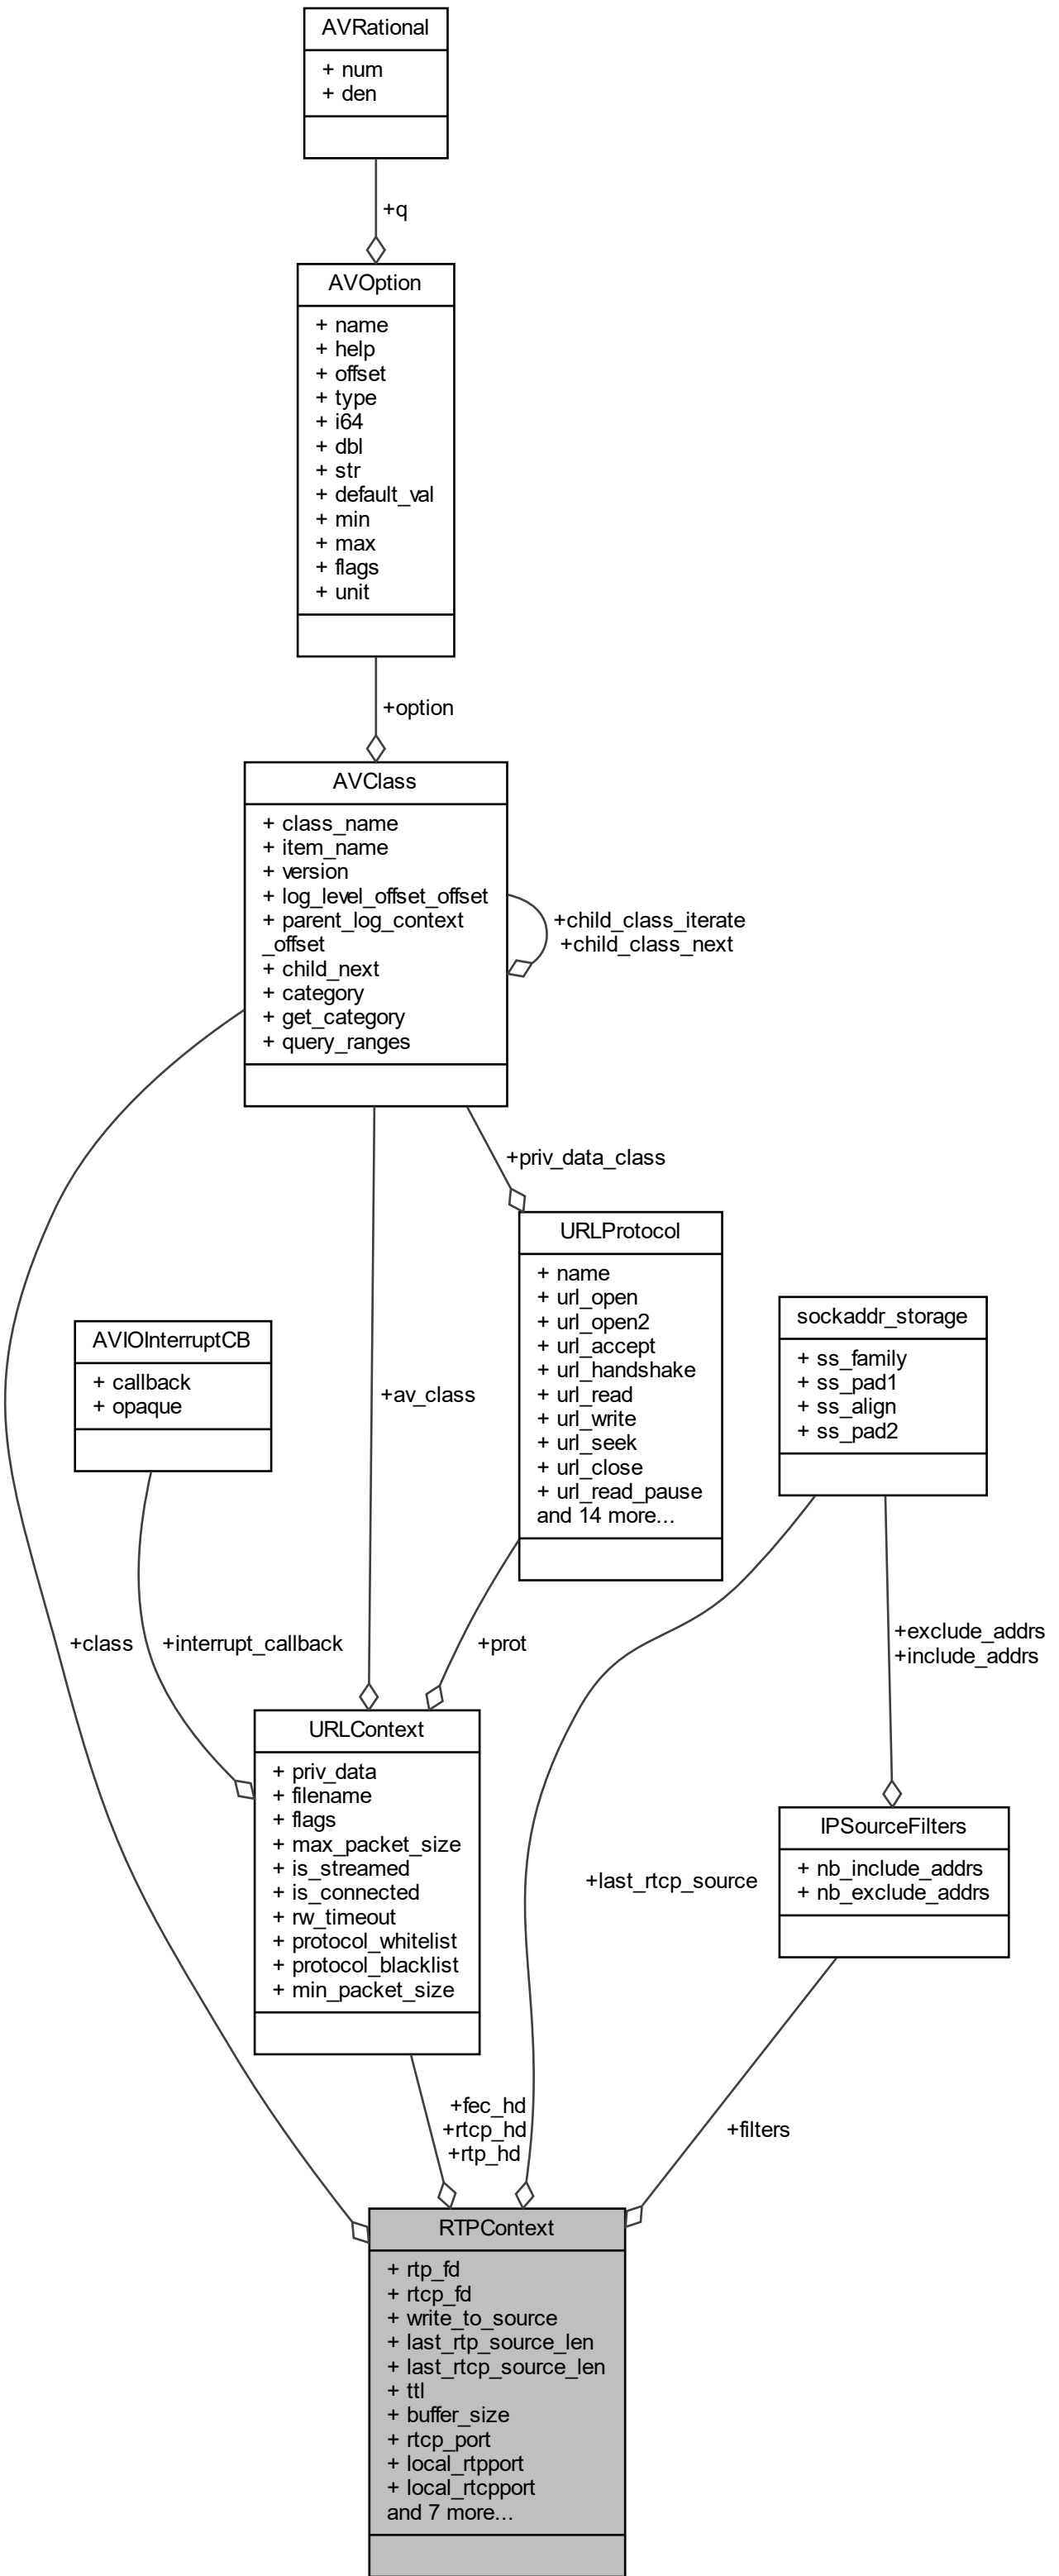 AVRational
+ num
+ den
+q
AVOption
+ name
+ help
+ offset
+ type
+ i64
+ dbl
+ str
+ default_val
+ min
+ max
+ flags
+ unit
+option
AVClass
+ class_name
+ item_name
+ version
+ log_level_offset_offset
+ parent_log_context
_offset
+ child_next
+ category
+ get_category
+ query_ranges
+child_class_iterate
+child_class_next
+priv_data_class
URLProtocol
+ name
+ url_open
+ url_open2
+ url_accept
+ url_handshake
+ url_read
+ url_write
+ url_seek
+ url_close
+ url_read_pause
and 14 more...
sockaddr_storage
+ ss_family
+ ss_pad1
+ ss_align
+ ss_pad2
AVIOInterruptCB
+ callback
+ opaque
+av_class
+class
+interrupt_callback
+prot
+exclude_addrs
+include_addrs
URLContext
+ priv_data
+ filename
+ flags
+ max_packet_size
+ is_streamed
+ is_connected
+ rw_timeout
+ protocol_whitelist
+ protocol_blacklist
+ min_packet_size
+last_rtcp_source
IPSourceFilters
+ nb_include_addrs
+ nb_exclude_addrs
+fec_hd
+rtcp_hd
+rtp_hd
+filters
RTPContext
+ rtp_fd
+ rtcp_fd
+ write_to_source
+ last_rtp_source_len
+ last_rtcp_source_len
+ ttl
+ buffer_size
+ rtcp_port
+ local_rtpport
+ local_rtcpport
and 7 more...